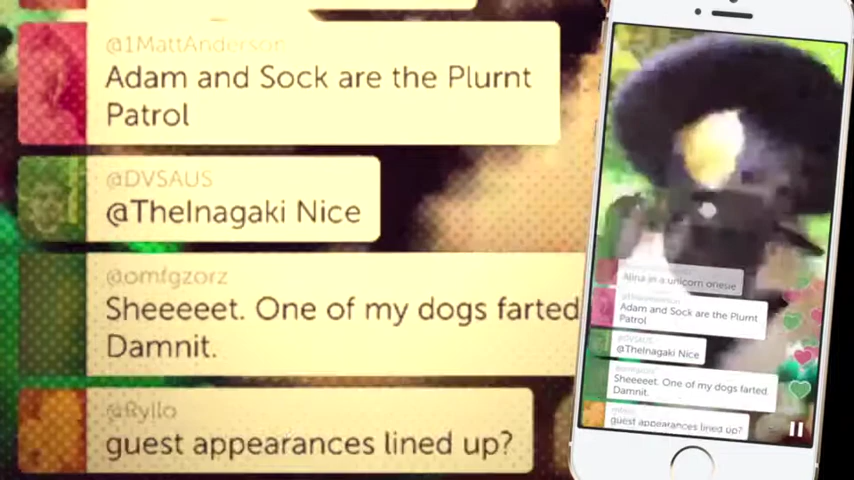 @1MattAnderson
Adam and Sock are the Plurnt
Patrol
@DVSAUS
@TheInagaki Nice
@omfgzorz
Sheeeeet. One of my dogs farted
Damnit.
@Ryllo
guest appearances lined up?
Alina in a unicorn onesie
Adam and Sock are the Plurnt
Patrol
@DVSAUS
@TheInagaki Nice
@omfgzorz
Sheeeeet. One of my dogs farted.
Damnit.
guest appearances lined up?